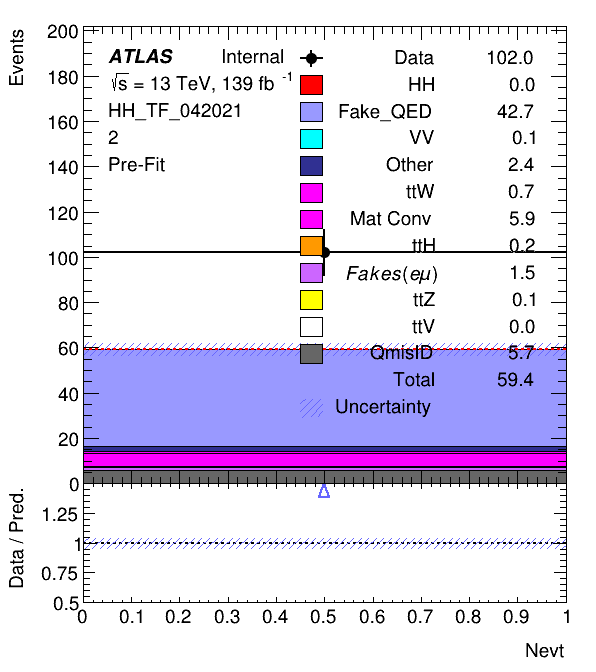 Events
200
180
160
140
120
100
80
60
40
20
0
ATLAS Internal
√s = 13 TeV, 139 fb⁻¹
HH_TF_042021
2
Pre-Fit
Data 102.0
HH 0.0
Fake_QED 42.7
VV 0.1
Other 2.4
ttW 0.7
Mat Conv 5.9
ttH 0.2
Fakes(eμ) 1.5
ttZ 0.1
ttV 0.0
QmisID 5.7
Total 59.4
Uncertainty
Data / Pred.
1.25
1
0.75
0.5
0 0.1 0.2 0.3 0.4 0.5 0.6 0.7 0.8 0.9 1
Nevt